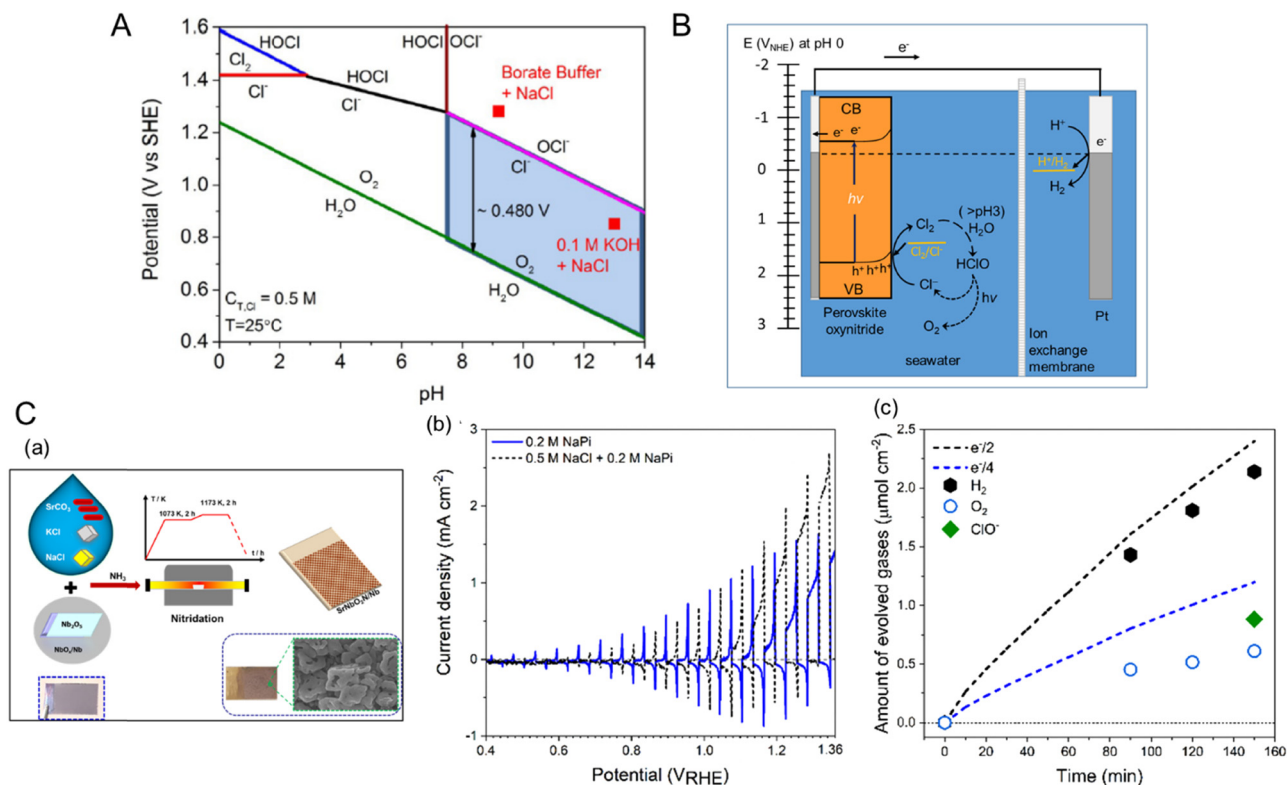 A
1.6
1.4
1.2
1.0
0.8
0.6
0.4
Potential (V vs SHE)
HOCl
Cl₂
Cl⁻
HOCl
Cl⁻
HOCl
OCl⁻
Borate Buffer
+ NaCl
OCl⁻
Cl⁻
O₂
H₂O
~ 0.480 V
0.1 M KOH
+ NaCl
O₂
H₂O
C_T,Cl = 0.5 M
T=25°C
0 2 4 6 8 10 12 14
pH
B
E (V_NHE) at pH 0
-2
-1
0
1
2
3
e⁻
CB
e⁻ e⁻
hν
h⁺ h⁺ h⁺
VB
Perovskite
oxynitride
Cl₂
( >pH3)
H₂O
Cl₂/Cl⁻
HClO
Cl⁻
hν
O₂
seawater
Ion
exchange
membrane
H⁺
e⁻
H⁺/H₂
H₂
Pt
C
(a)
SrCO₃
KCl
NaCl
+
Nb₂O₅
NbOₓ/Nb
NH₃
T / K
1073 K, 2 h
1173 K, 2 h
t / h
Nitridation
SrNbO₂N/Nb
(b)
0.2 M NaPi
0.5 M NaCl + 0.2 M NaPi
3
2
1
0
-1
Current density (mA cm⁻²)
0.4 0.6 0.8 1.0 1.2 1.36
Potential (V_RHE)
(c)
e⁻/2
e⁻/4
H₂
O₂
ClO⁻
2.5
2.0
1.5
1.0
0.5
0.0
Amount of evolved gases (μmol cm⁻²)
0 20 40 60 80 100 120 140 160
Time (min)